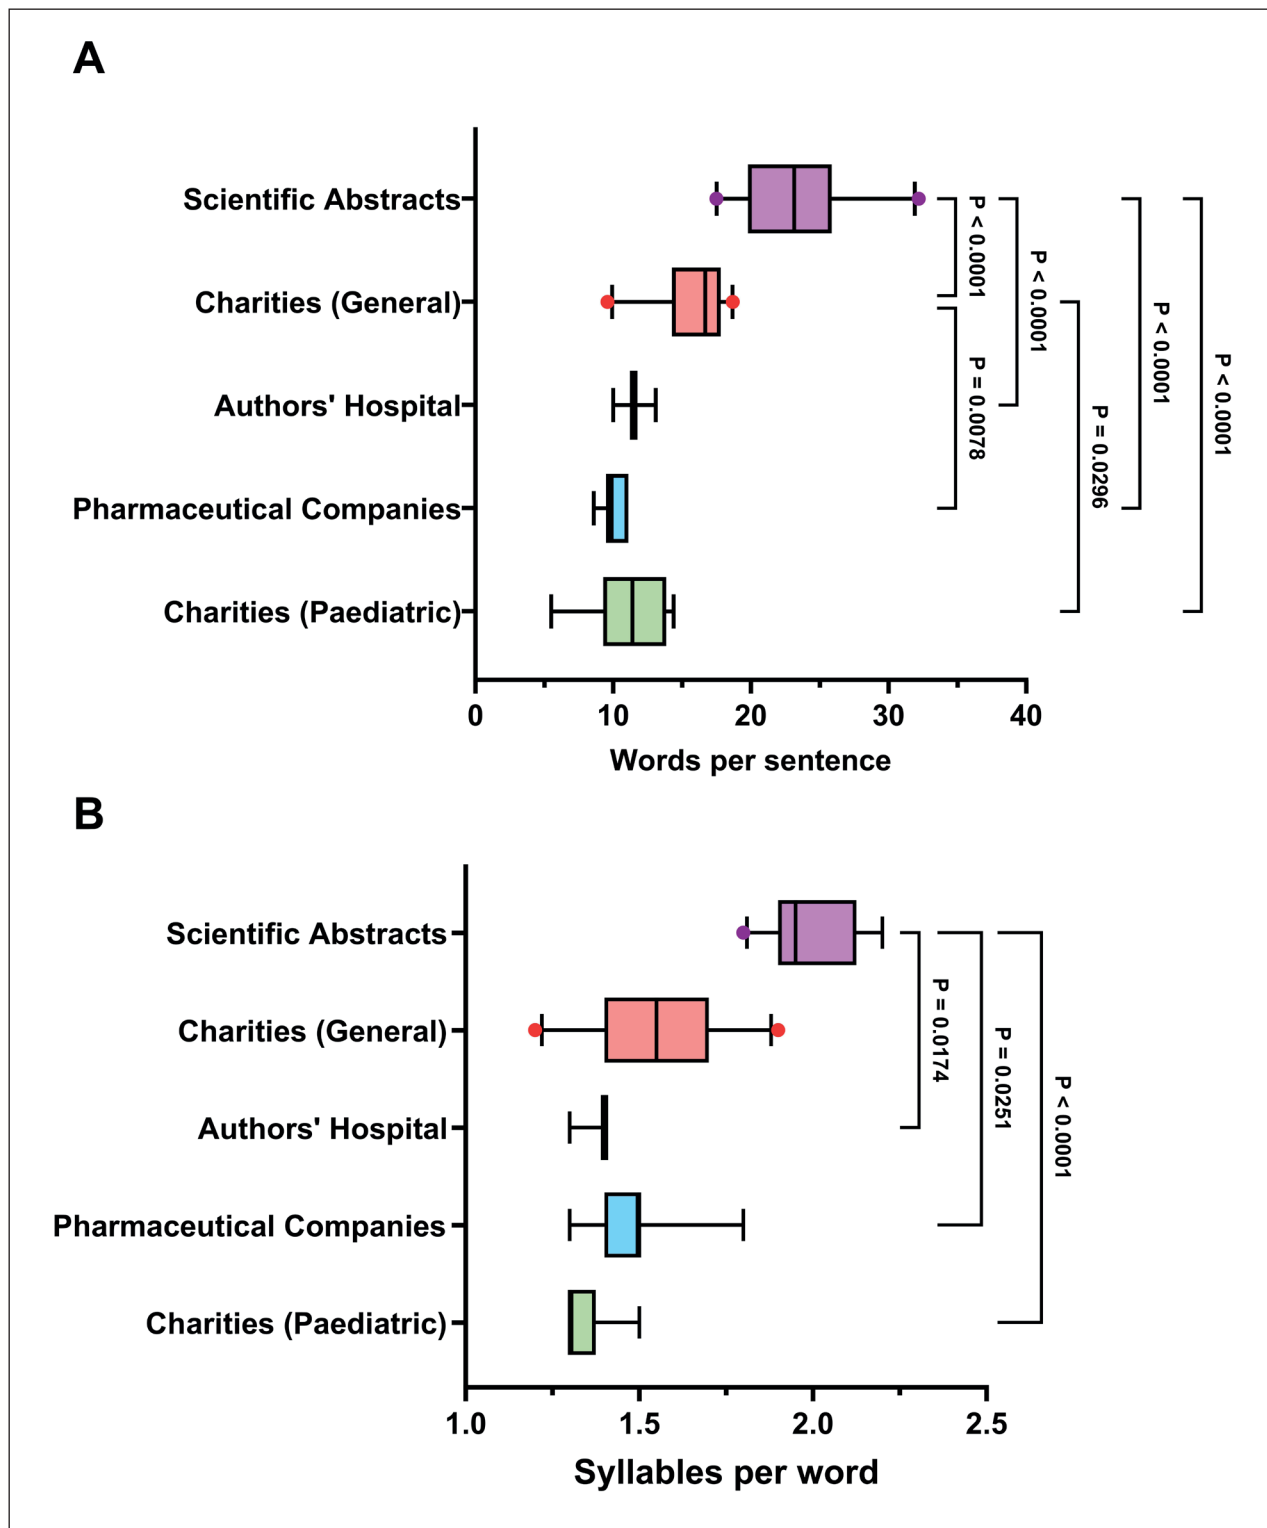 A
Scientific Abstracts
Charities (General)
Authors' Hospital
Pharmaceutical Companies
Charities (Paediatric)
P < 0.0001
P = 0.0078
P < 0.0001
P = 0.0296
P < 0.0001
P < 0.0001
0 10 20 30 40
Words per sentence
B
Scientific Abstracts
Charities (General)
Authors' Hospital
Pharmaceutical Companies
Charities (Paediatric)
P = 0.0174
P = 0.0251
P < 0.0001
1.0 1.5 2.0 2.5
Syllables per word